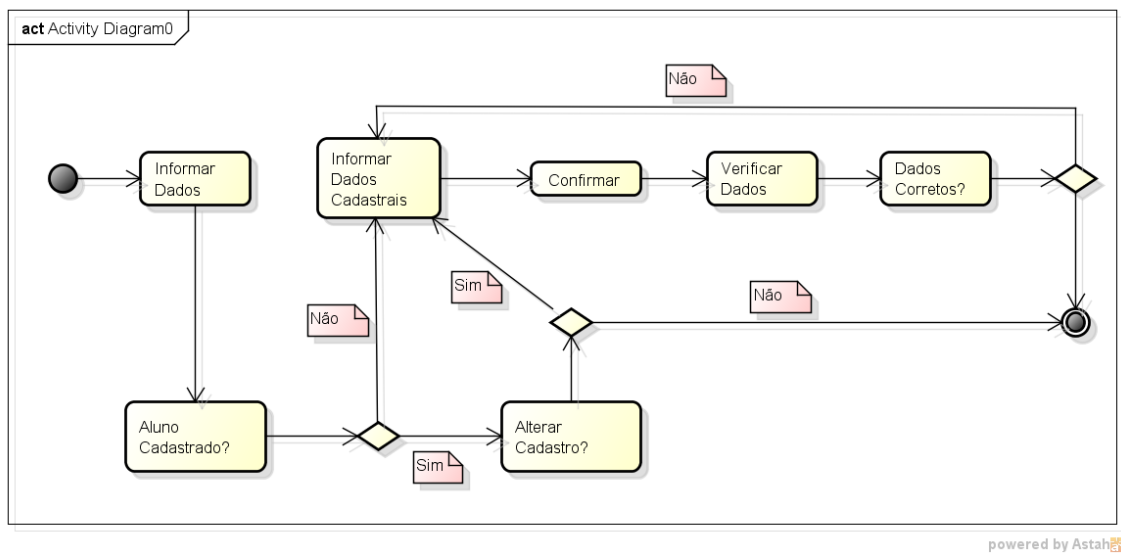 act Activity Diagram0
Não
Informar
Dados
Informar
Dados
Cadastrais
Confirmar
Verificar
Dados
Dados
Corretos?
Sim
Não
Não
Aluno
Cadastrado?
Sim
Alterar
Cadastro?
powered by Astah